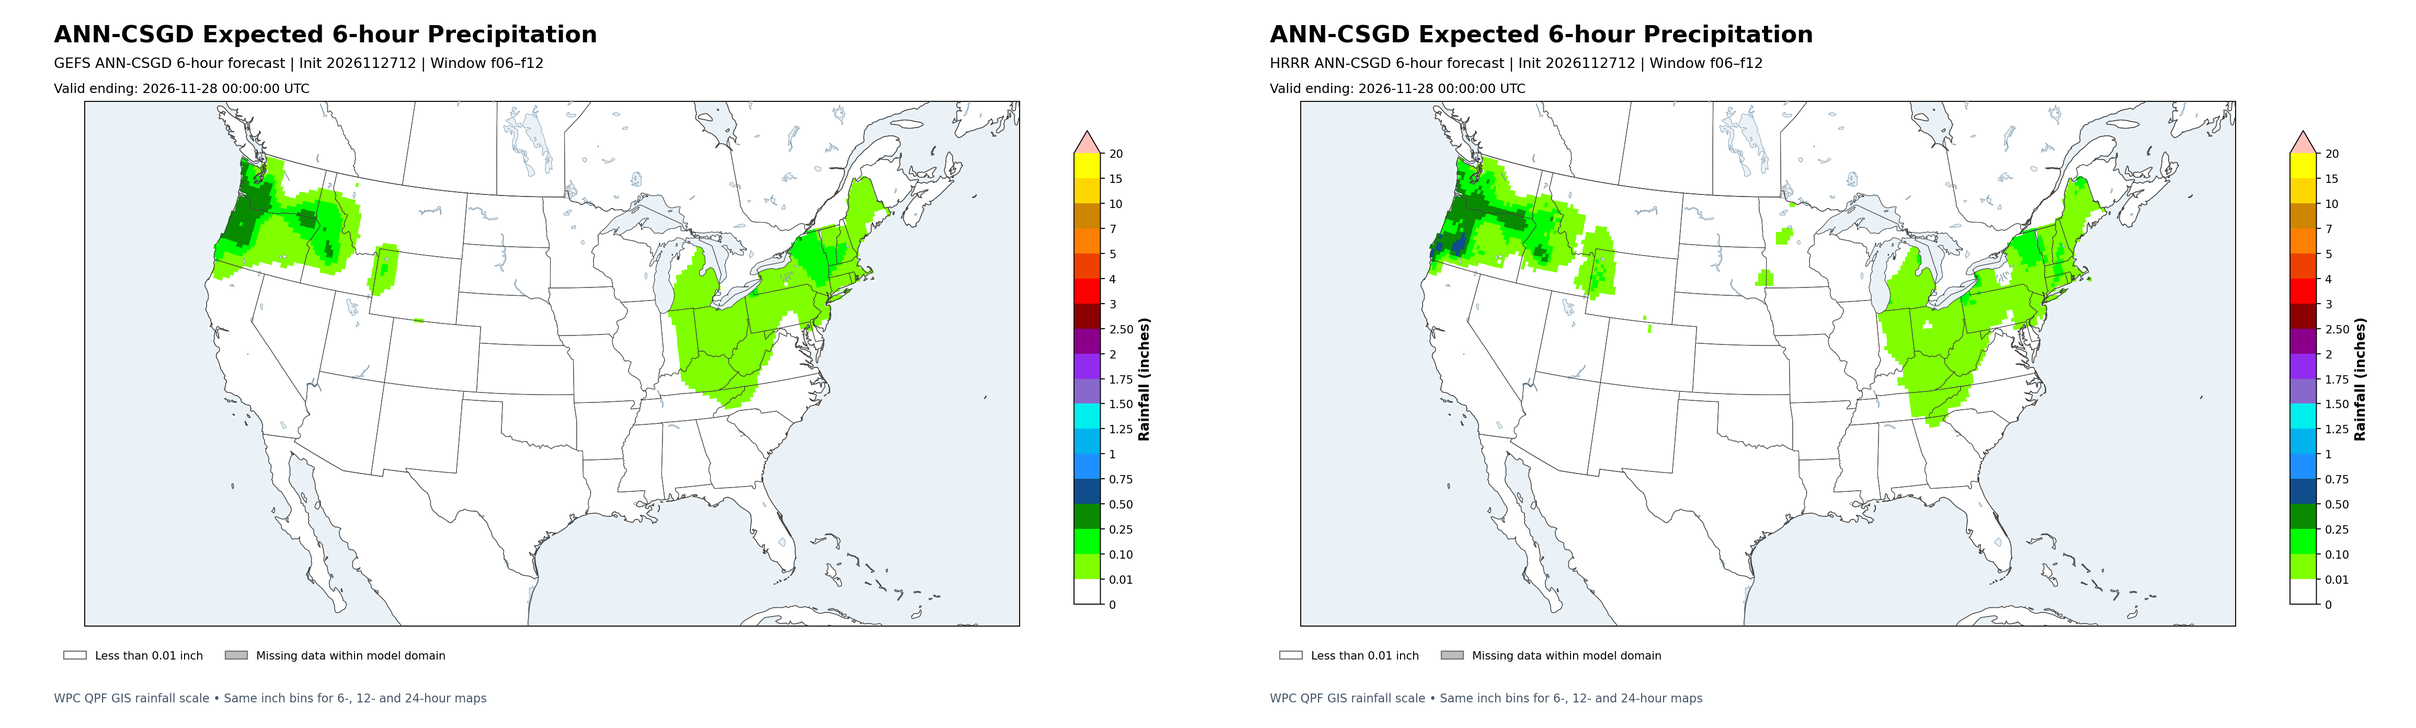 ANN-CSGD Expected 6-hour Precipitation
GEFS ANN-CSGD 6-hour forecast | Init 2026112712 | Window f06–f12
Valid ending: 2026-11-28 00:00:00 UTC
20
15
10
7
5
4
3
2.50
2
1.75
1.50
1.25
1
0.75
0.50
0.25
0.10
0.01
0
Rainfall (inches)
Less than 0.01 inch
Missing data within model domain
WPC QPF GIS rainfall scale • Same inch bins for 6-, 12- and 24-hour maps
ANN-CSGD Expected 6-hour Precipitation
HRRR ANN-CSGD 6-hour forecast | Init 2026112712 | Window f06–f12
Valid ending: 2026-11-28 00:00:00 UTC
20
15
10
7
5
4
3
2.50
2
1.75
1.50
1.25
1
0.75
0.50
0.25
0.10
0.01
0
Rainfall (inches)
Less than 0.01 inch
Missing data within model domain
WPC QPF GIS rainfall scale • Same inch bins for 6-, 12- and 24-hour maps